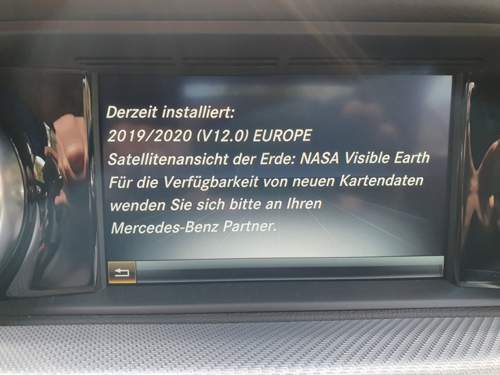 Derzeit installiert:
2019/2020 (V12.0) EUROPE
Satellitenansicht der Erde: NASA Visible Earth
Für die Verfügbarkeit von neuen Kartendaten
wenden Sie sich bitte an Ihren
Mercedes-Benz Partner.